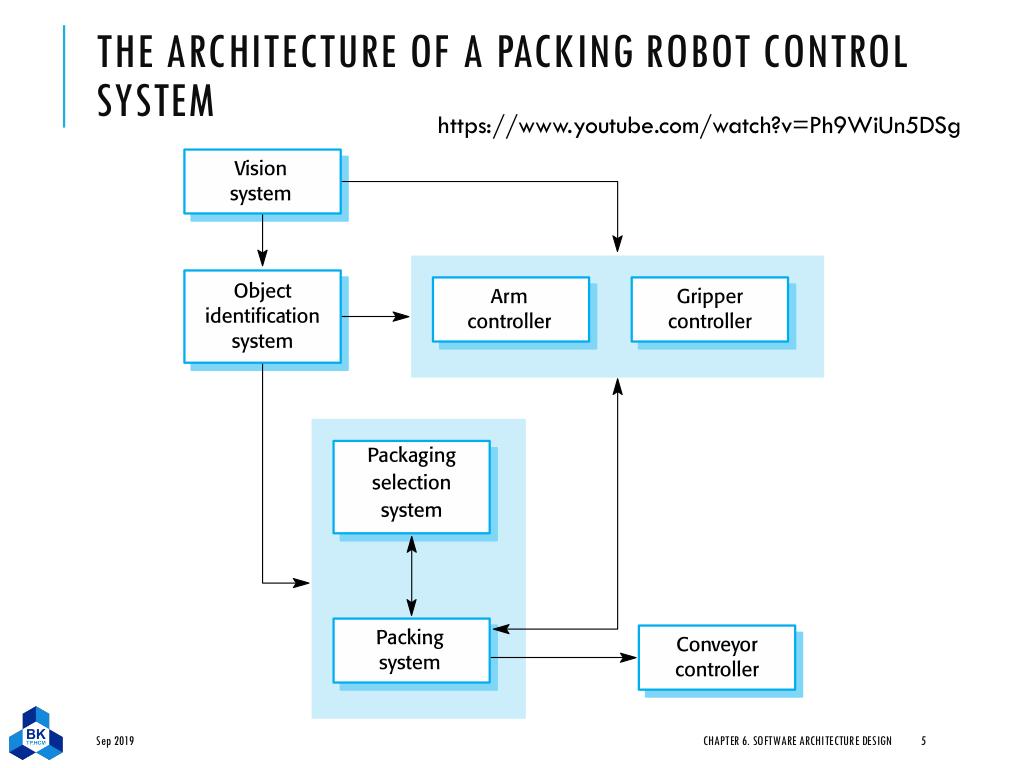 THE ARCHITECTURE OF A PACKING ROBOT CONTROL
SYSTEM
https://www.youtube.com/watch?v=Ph9WiUn5DSg
Vision
system
Object
identification
system
Arm
controller
Gripper
controller
Packaging
selection
system
Packing
system
Conveyor
controller
BK
TP.HCM
Sep 2019
CHAPTER 6. SOFTWARE ARCHITECTURE DESIGN
5